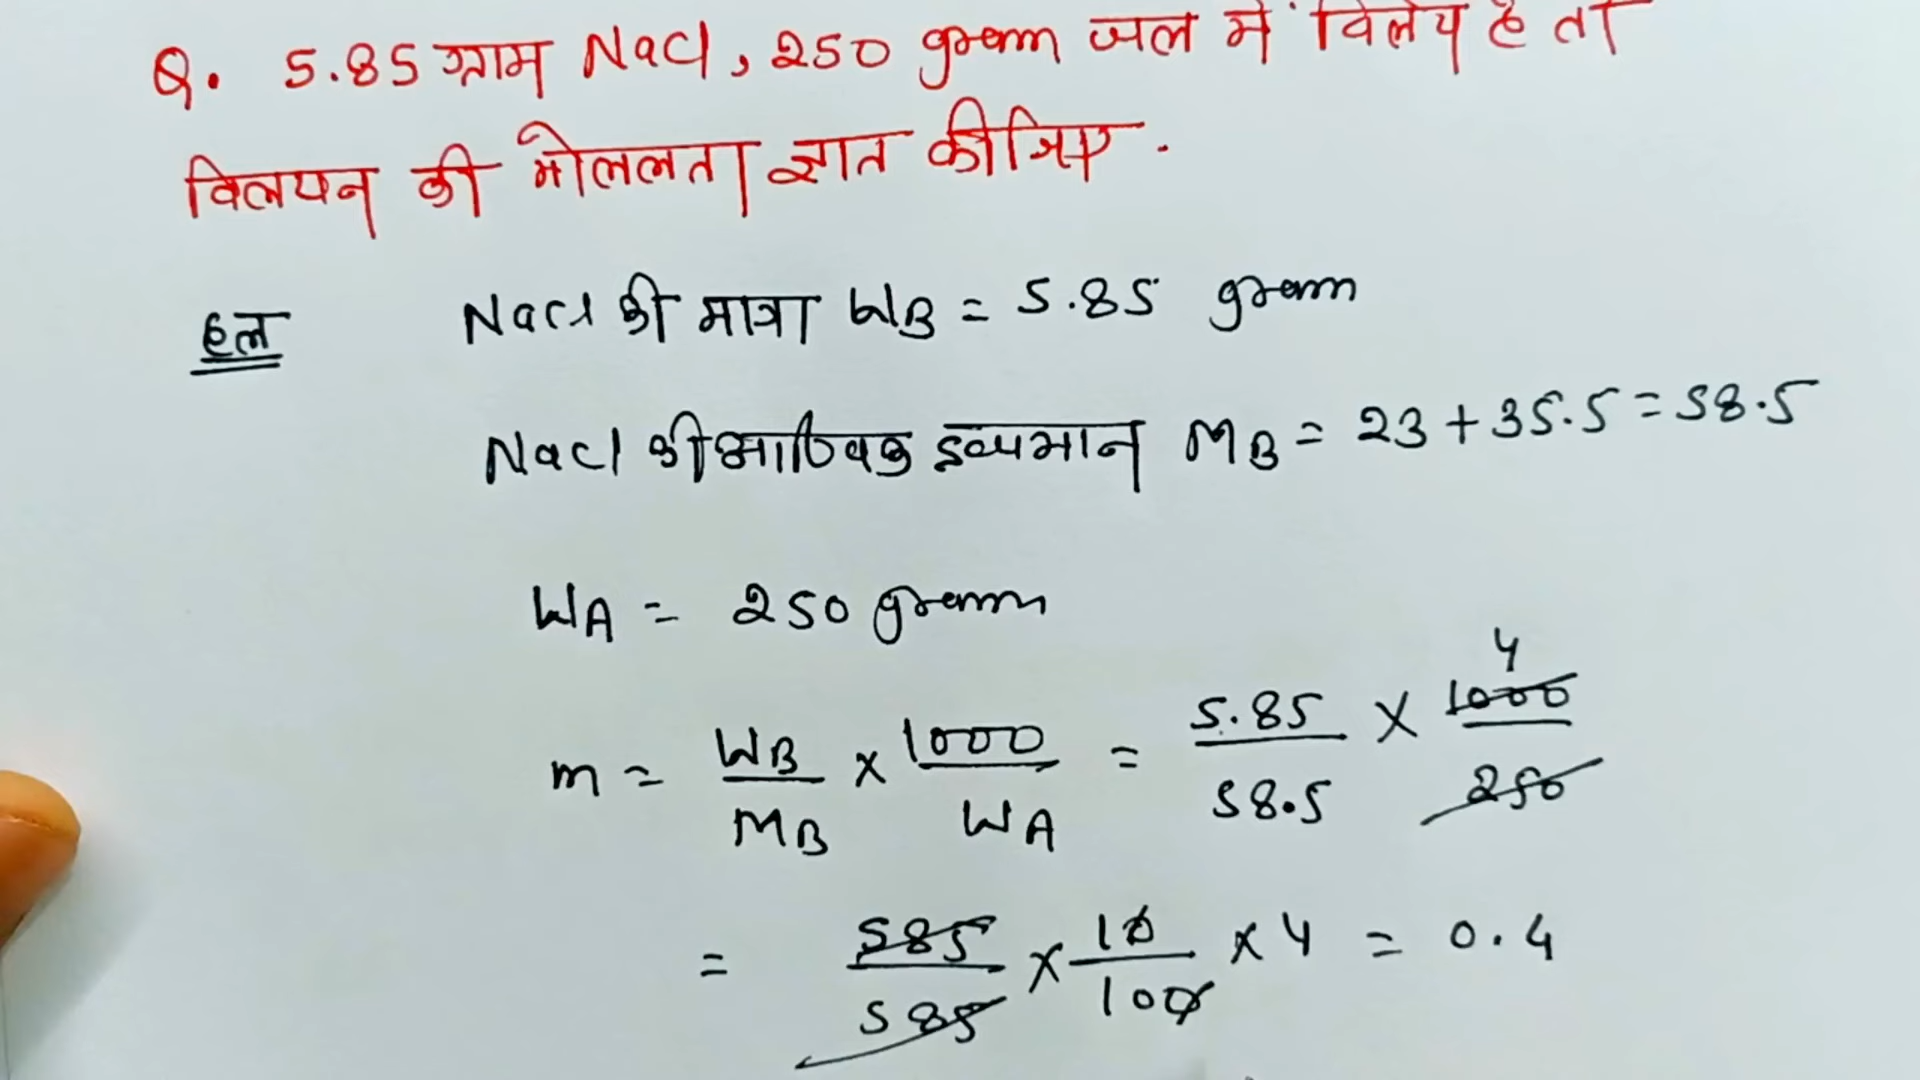 Q. 5.85 ग्राम NaCl, 250 gram जल में विलेय है तो
विलयन की मोललता ज्ञात कीजिए.
हल NaCl की मात्रा WB = 5.85 gram
NaCl की आण्विक द्रव्यमान MB = 23 + 35.5 = 58.5
WA = 250 gram
m = WB/MB × 1000/WA = 5.85/58.5 × 1000/250 4
= 585/585 × 10/100 × 4 = 0.4